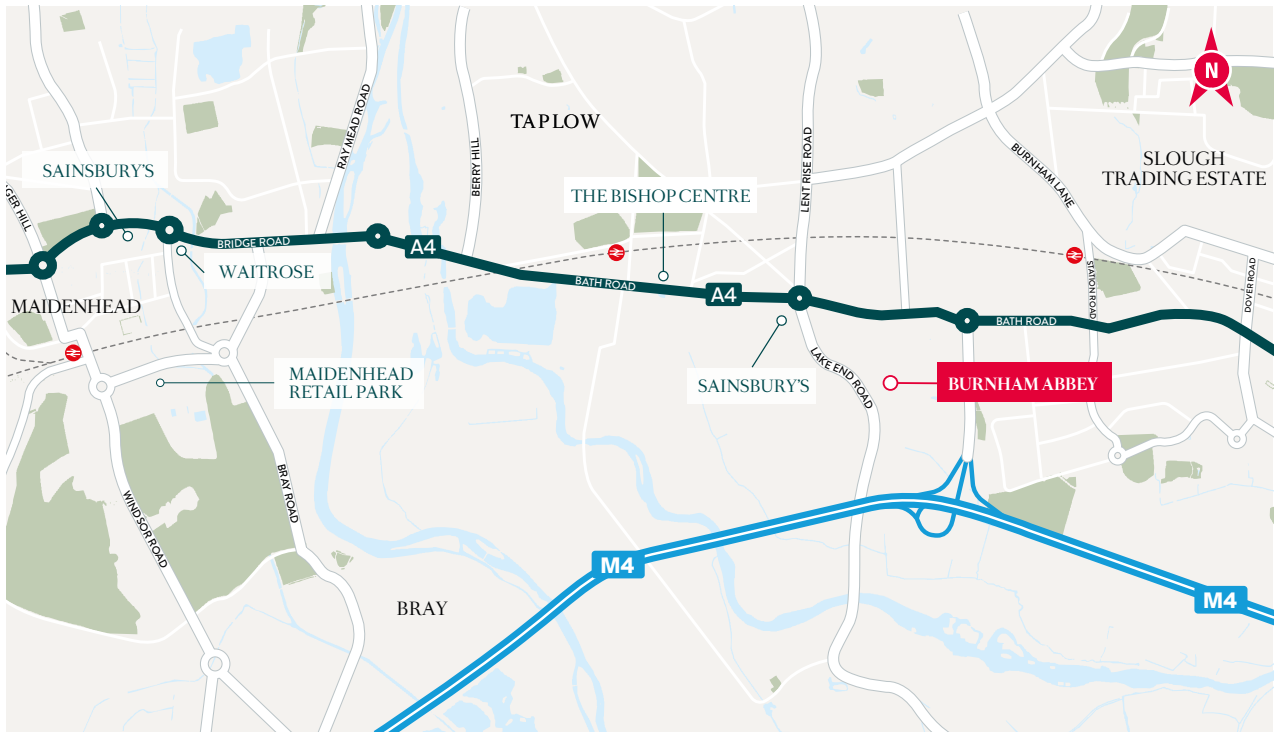 N
TAPLOW
SLOUGH
TRADING ESTATE
RAY MEAD ROAD
BERRY HILL
LENT RISE ROAD
BURNHAM LANE
SAINSBURY'S
THE BISHOP CENTRE
BRIDGE ROAD
A4
WAITROSE
BATH ROAD
A4
STATION ROAD
DOVER ROAD
BATH ROAD
MAIDENHEAD
MAIDENHEAD
RETAIL PARK
SAINSBURY'S
LAKE END ROAD
BURNHAM ABBEY
WINDSOR ROAD
BRAY ROAD
M4
BRAY
M4